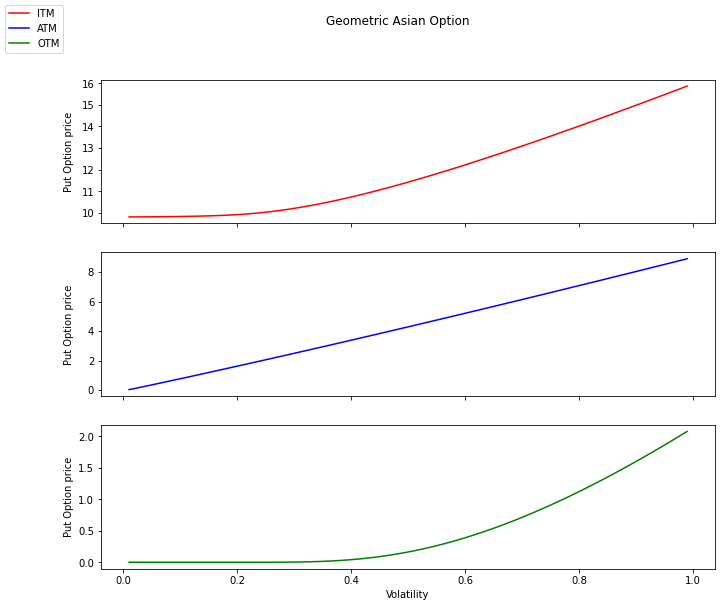 ITM
ATM
OTM
Geometric Asian Option
16
15
14
13
12
11
10
Put Option price
8
6
4
2
0
Put Option price
2.0
1.5
1.0
0.5
0.0
Put Option price
0.0 0.2 0.4 0.6 0.8 1.0
Volatility